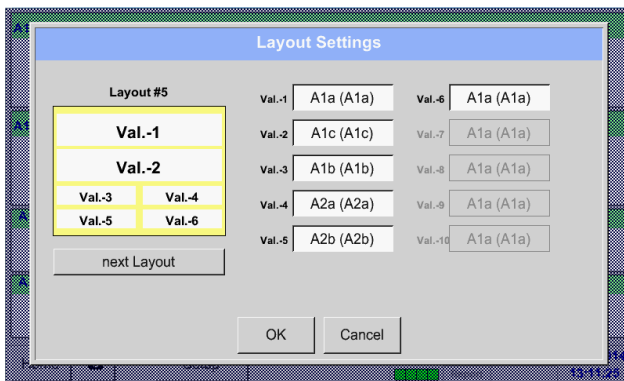 Layout Settings
Layout #5
Val.-1
Val.-2
Val.-3 Val.-4
Val.-5 Val.-6
next Layout
Val.-1 A1a (A1a)
Val.-2 A1c (A1c)
Val.-3 A1b (A1b)
Val.-4 A2a (A2a)
Val.-5 A2b (A2b)
Val.-6 A1a (A1a)
Val.-7 A1a (A1a)
Val.-8 A1a (A1a)
Val.-9 A1a (A1a)
Val.-10 A1a (A1a)
OK Cancel
Report
13:11:25